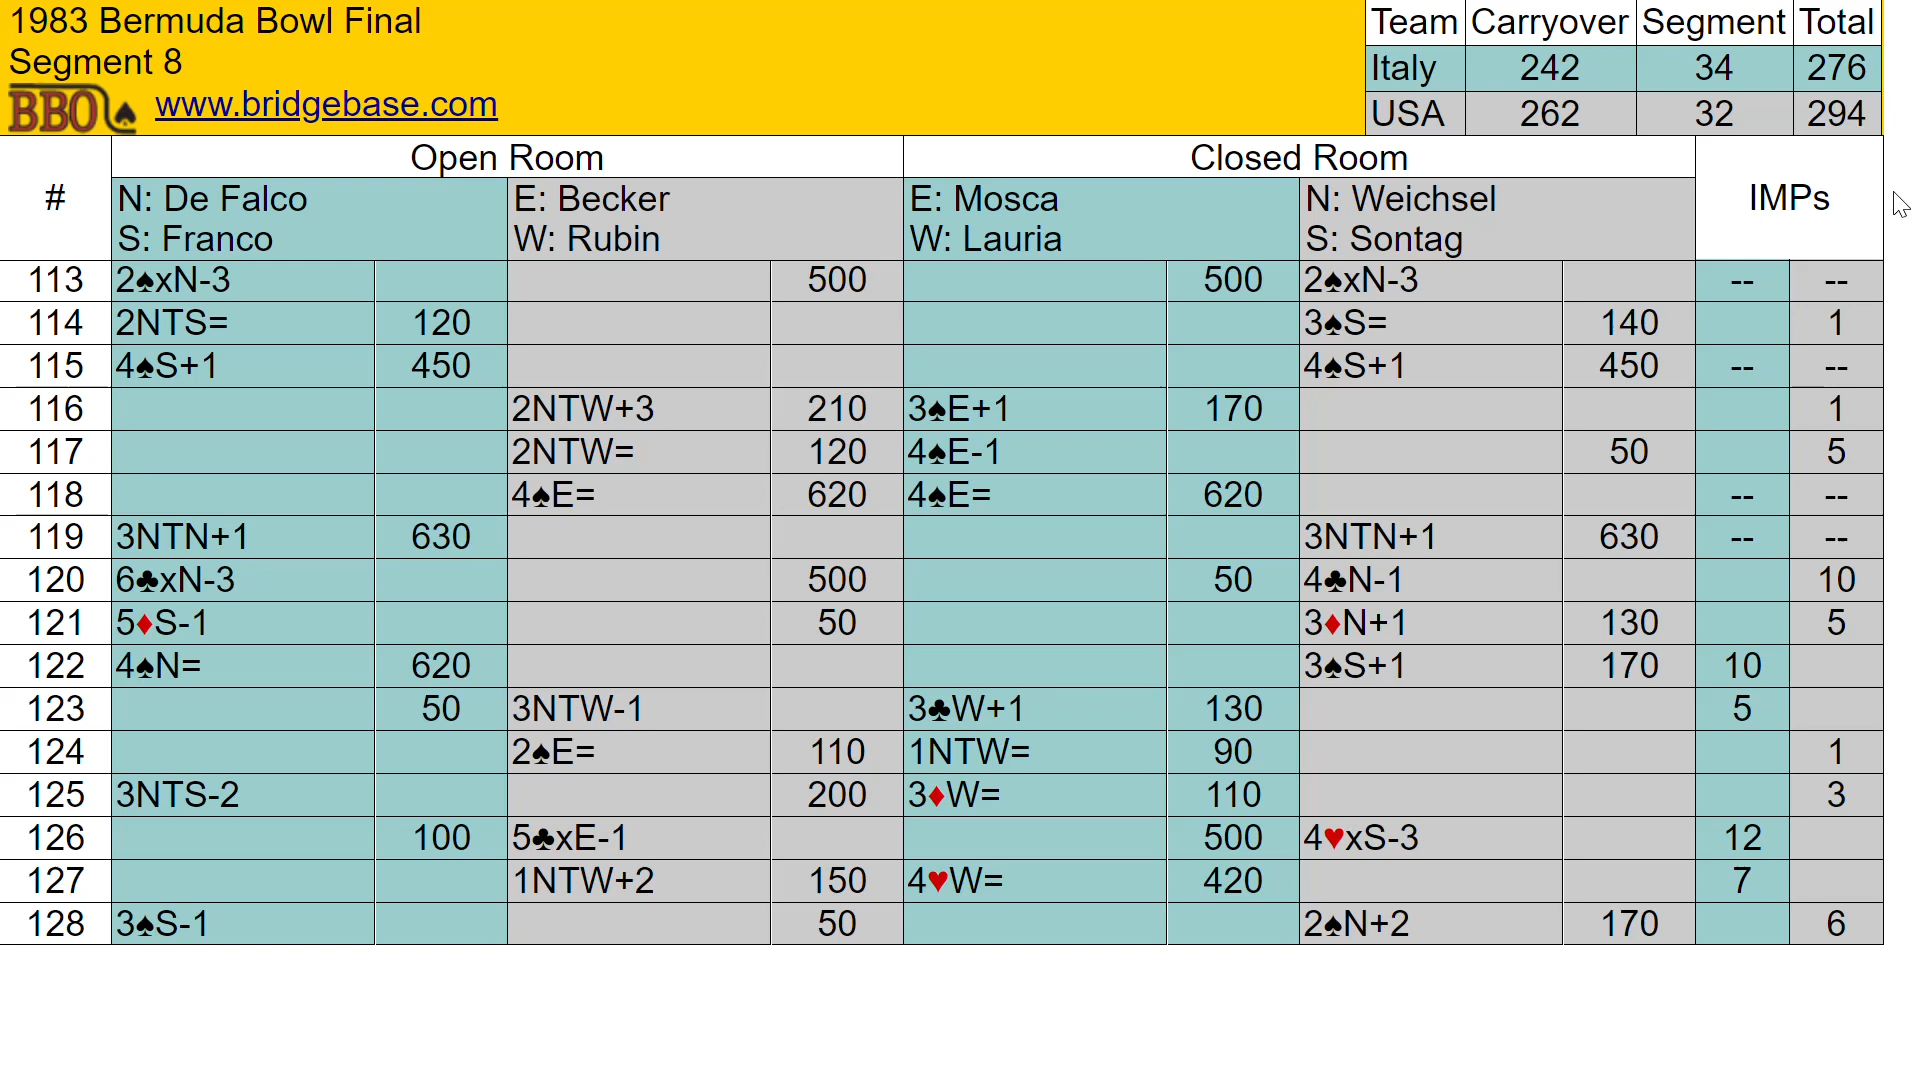 1983 Bermuda Bowl Final
Segment 8
BBO♠ www.bridgebase.com
Team Carryover Segment Total
Italy 242 34 276
USA 262 32 294
# Open Room Closed Room IMPs
N: De Falco E: Becker E: Mosca N: Weichsel
S: Franco W: Rubin W: Lauria S: Sontag
113 2♠xN-3 500 500 2♠xN-3 -- --
114 2NTS= 120 3♠S= 140 1
115 4♠S+1 450 4♠S+1 450 -- --
116 2NTW+3 210 3♠E+1 170 1
117 2NTW= 120 4♠E-1 50 5
118 4♠E= 620 4♠E= 620 -- --
119 3NTN+1 630 3NTN+1 630 -- --
120 6♣xN-3 500 50 4♣N-1 10
121 5♦S-1 50 3♦N+1 130 5
122 4♠N= 620 3♠S+1 170 10
123 50 3NTW-1 3♣W+1 130 5
124 2♠E= 110 1NTW= 90 1
125 3NTS-2 200 3♦W= 110 3
126 100 5♣xE-1 500 4♥xS-3 12
127 1NTW+2 150 4♥W= 420 7
128 3♠S-1 50 2♠N+2 170 6